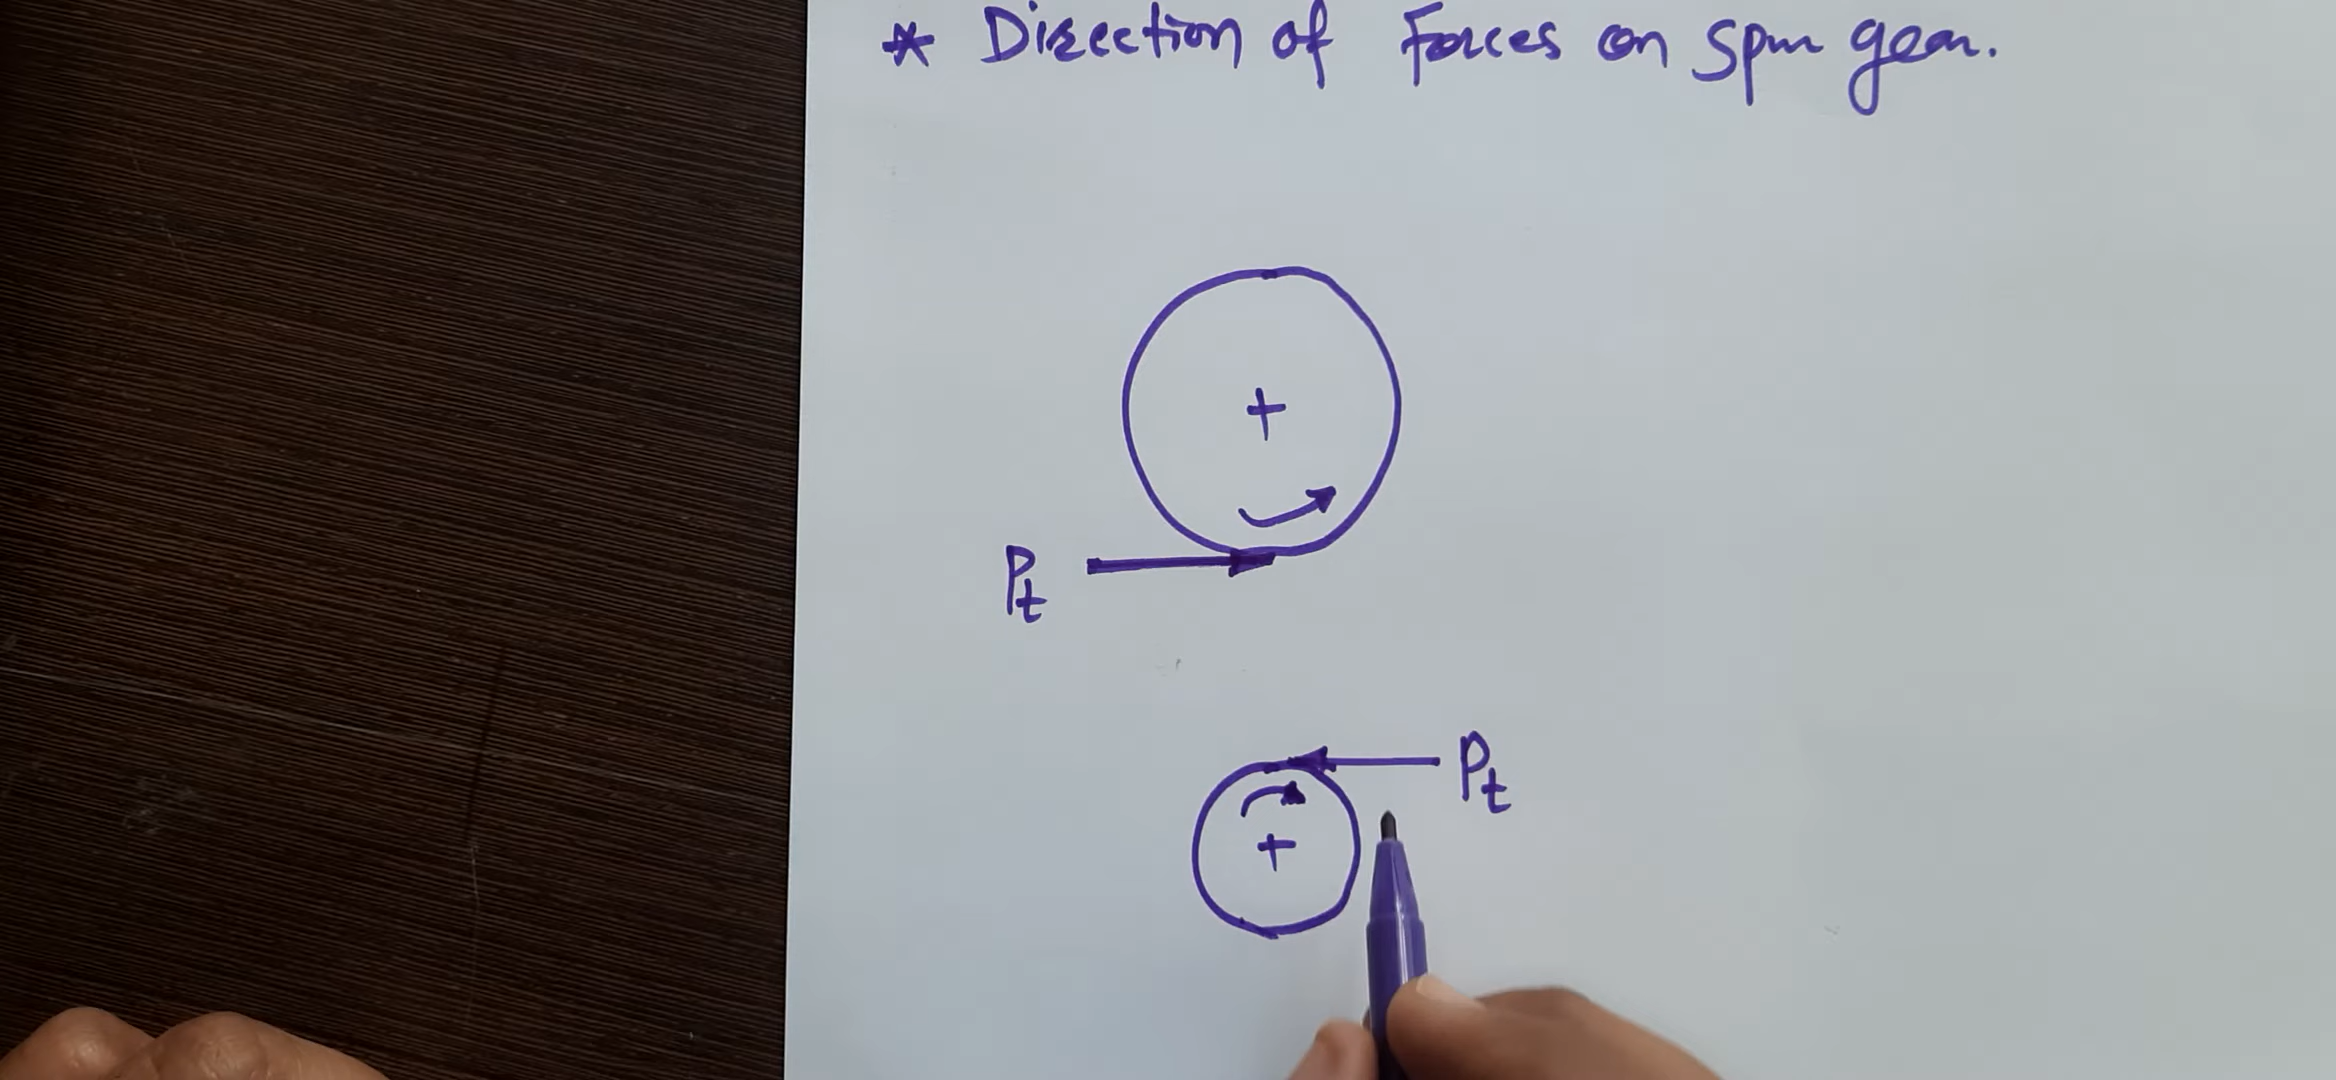 * Direction of Forces on Spur gear.
+
Pt
Pt
+